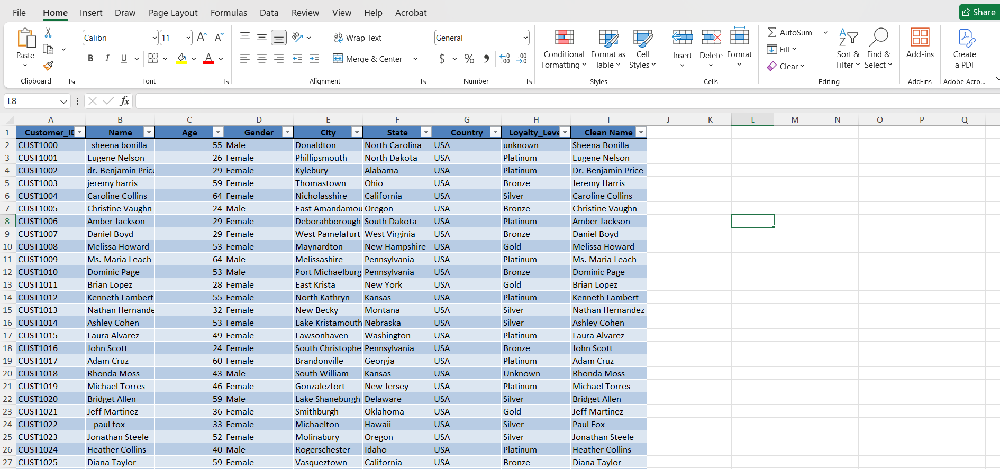 File Home Insert Draw Page Layout Formulas Data Review View Help Acrobat Share
Paste
Clipboard
Calibri 11
B I U
Font
Wrap Text
Merge & Center
Alignment
General
$ % 9
Number
Conditional Formatting
Format as Table
Cell Styles
Styles
Insert Delete Format
Cells
AutoSum
Fill
Clear
Sort & Filter
Find & Select
Editing
Add-ins
Add-ins
Create a PDF
Adobe Acro...
L8 fx
A B C D E F G H I J K L M N O P Q
1 Customer_ID Name Age Gender City State Country Loyalty_Leve Clean Name
2 CUST1000 sheena bonilla 55 Male Donaldton North Carolina USA unknown Sheena Bonilla
3 CUST1001 Eugene Nelson 26 Female Phillipsmouth North Dakota USA Platinum Eugene Nelson
4 CUST1002 dr. Benjamin Price 29 Female Kylebury Alabama USA Platinum Dr. Benjamin Price
5 CUST1003 jeremy harris 59 Female Thomastown Ohio USA Bronze Jeremy Harris
6 CUST1004 Caroline Collins 64 Female Nicholasshire California USA Silver Caroline Collins
7 CUST1005 Christine Vaughn 24 Male East Amandamou Oregon USA Bronze Christine Vaughn
8 CUST1006 Amber Jackson 29 Female Deborahborough South Dakota USA Platinum Amber Jackson
9 CUST1007 Daniel Boyd 29 Female West Pamelafurt West Virginia USA Bronze Daniel Boyd
10 CUST1008 Melissa Howard 53 Female Maynardton New Hampshire USA Gold Melissa Howard
11 CUST1009 Ms. Maria Leach 64 Male Melissashire Pennsylvania USA Platinum Ms. Maria Leach
12 CUST1010 Dominic Page 53 Male Port Michaelburg Pennsylvania USA Bronze Dominic Page
13 CUST1011 Brian Lopez 28 Female East Krista New York USA Gold Brian Lopez
14 CUST1012 Kenneth Lambert 55 Female North Kathryn Kansas USA Platinum Kenneth Lambert
15 CUST1013 Nathan Hernande 32 Female New Becky Montana USA Silver Nathan Hernandez
16 CUST1014 Ashley Cohen 53 Female Lake Kristamouth Nebraska USA Silver Ashley Cohen
17 CUST1015 Laura Alvarez 49 Female Lawsonhaven Washington USA Platinum Laura Alvarez
18 CUST1016 John Scott 24 Female South Christophe Pennsylvania USA Bronze John Scott
19 CUST1017 Adam Cruz 60 Female Brandonville Georgia USA Platinum Adam Cruz
20 CUST1018 Rhonda Moss 43 Male South William Kansas USA Unknown Rhonda Moss
21 CUST1019 Michael Torres 46 Female Gonzalezfort New Jersey USA Platinum Michael Torres
22 CUST1020 Bridget Allen 59 Male Lake Shaneburgh Delaware USA Silver Bridget Allen
23 CUST1021 Jeff Martinez 36 Female Smithburgh Oklahoma USA Gold Jeff Martinez
24 CUST1022 paul fox 33 Female Michaelton Hawaii USA Silver Paul Fox
25 CUST1023 Jonathan Steele 52 Female Molinabury Oregon USA Silver Jonathan Steele
26 CUST1024 Heather Collins 40 Male Rogerschester Idaho USA Platinum Heather Collins
27 CUST1025 Diana Taylor 59 Female Vasqueztown California USA Bronze Diana Taylor